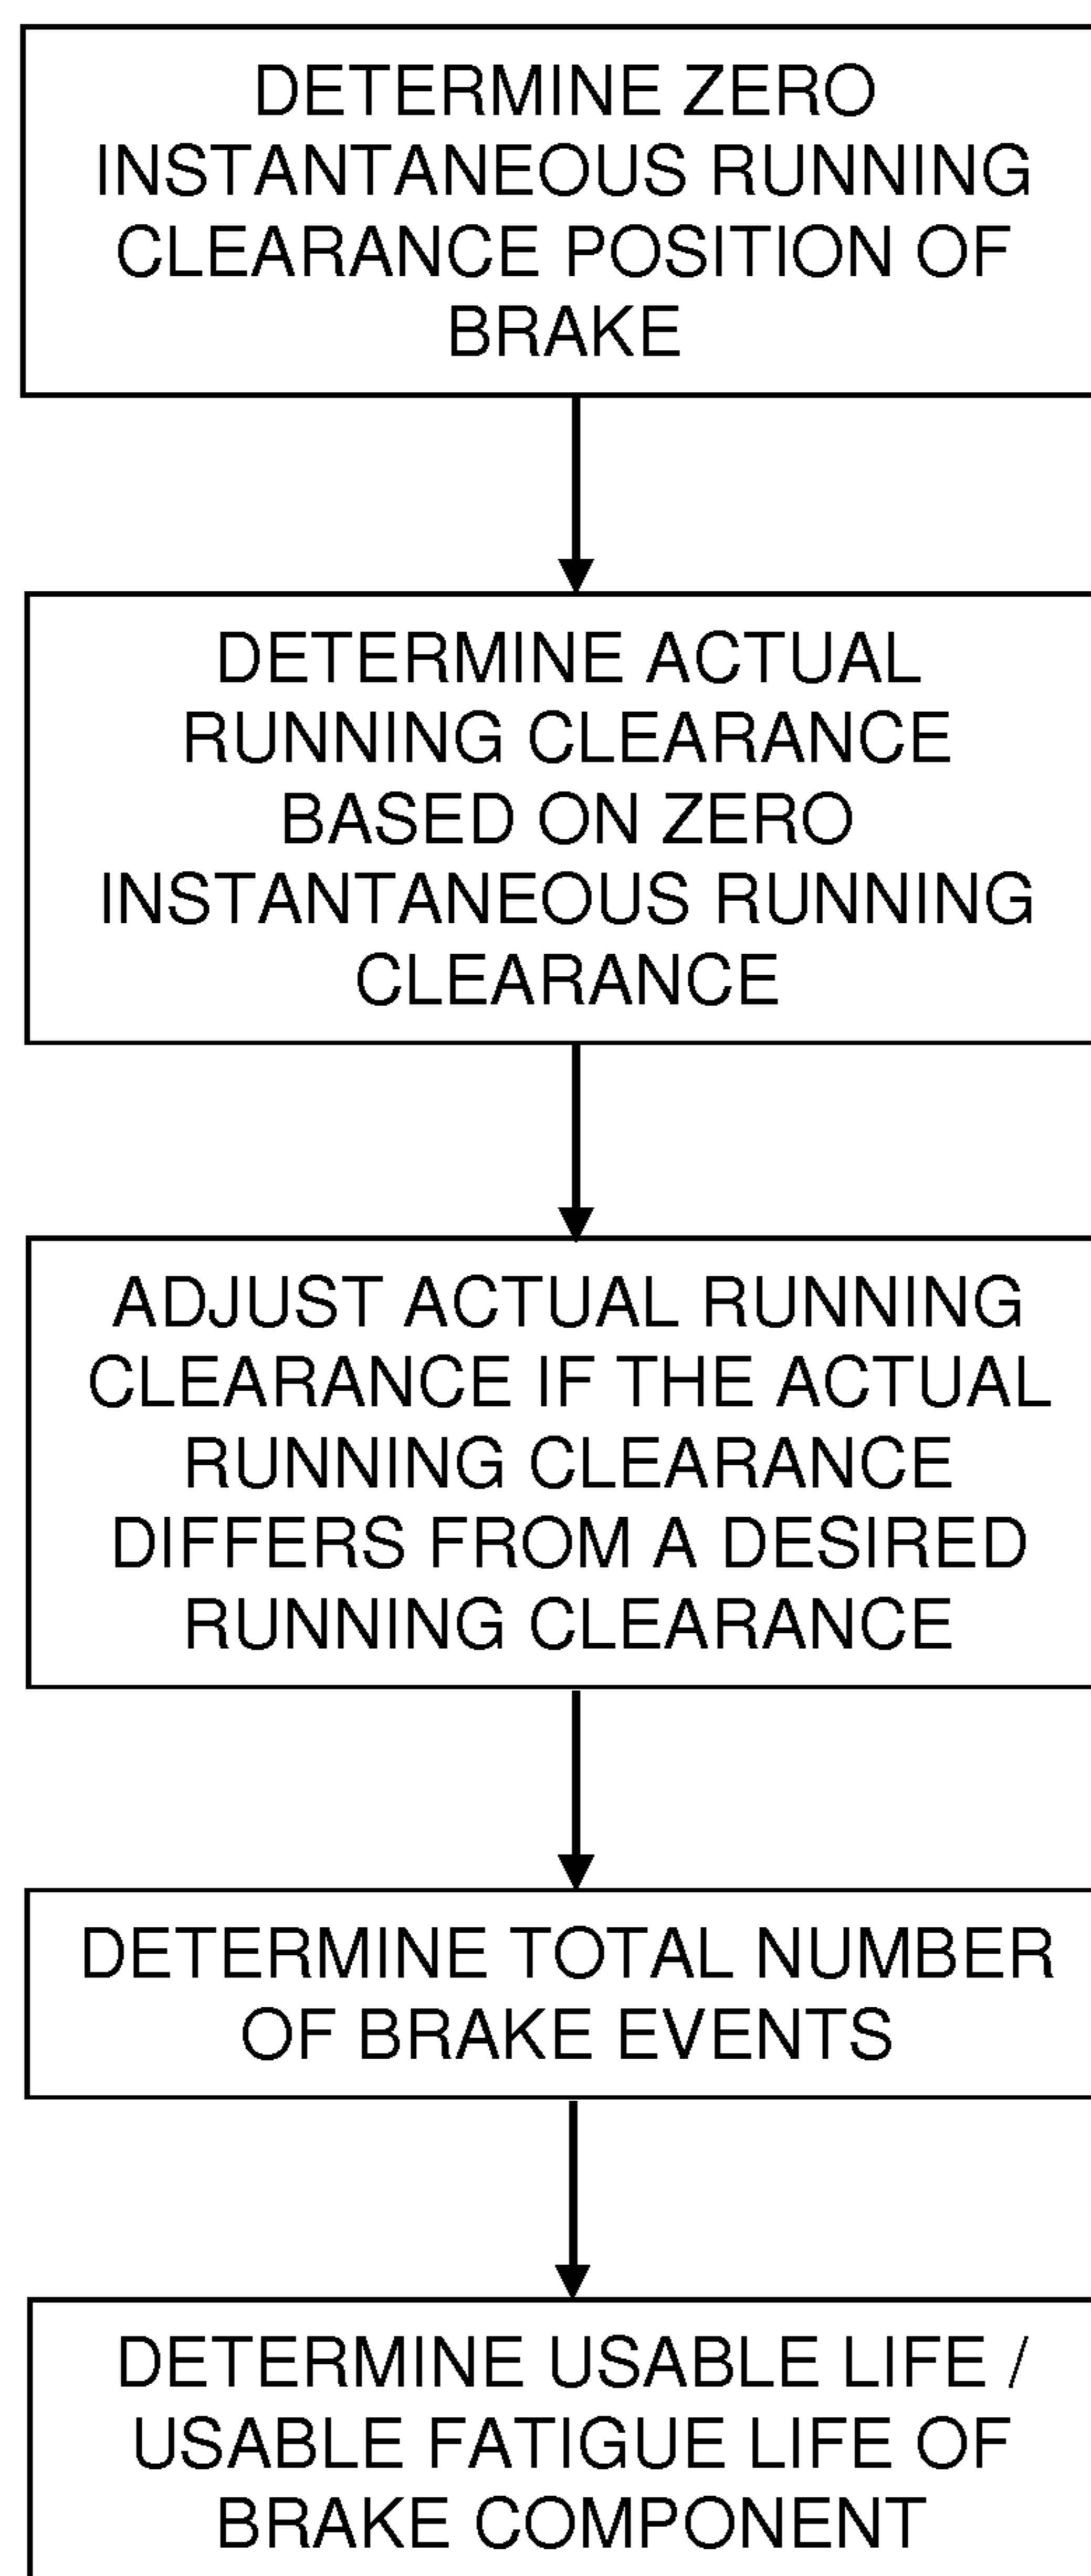 DETERMINE ZERO
INSTANTANEOUS RUNNING
CLEARANCE POSITION OF
BRAKE
DETERMINE ACTUAL
RUNNING CLEARANCE
BASED ON ZERO
INSTANTANEOUS RUNNING
CLEARANCE
ADJUST ACTUAL RUNNING
CLEARANCE IF THE ACTUAL
RUNNING CLEARANCE
DIFFERS FROM A DESIRED
RUNNING CLEARANCE
DETERMINE TOTAL NUMBER
OF BRAKE EVENTS
DETERMINE USABLE LIFE /
USABLE FATIGUE LIFE OF
BRAKE COMPONENT